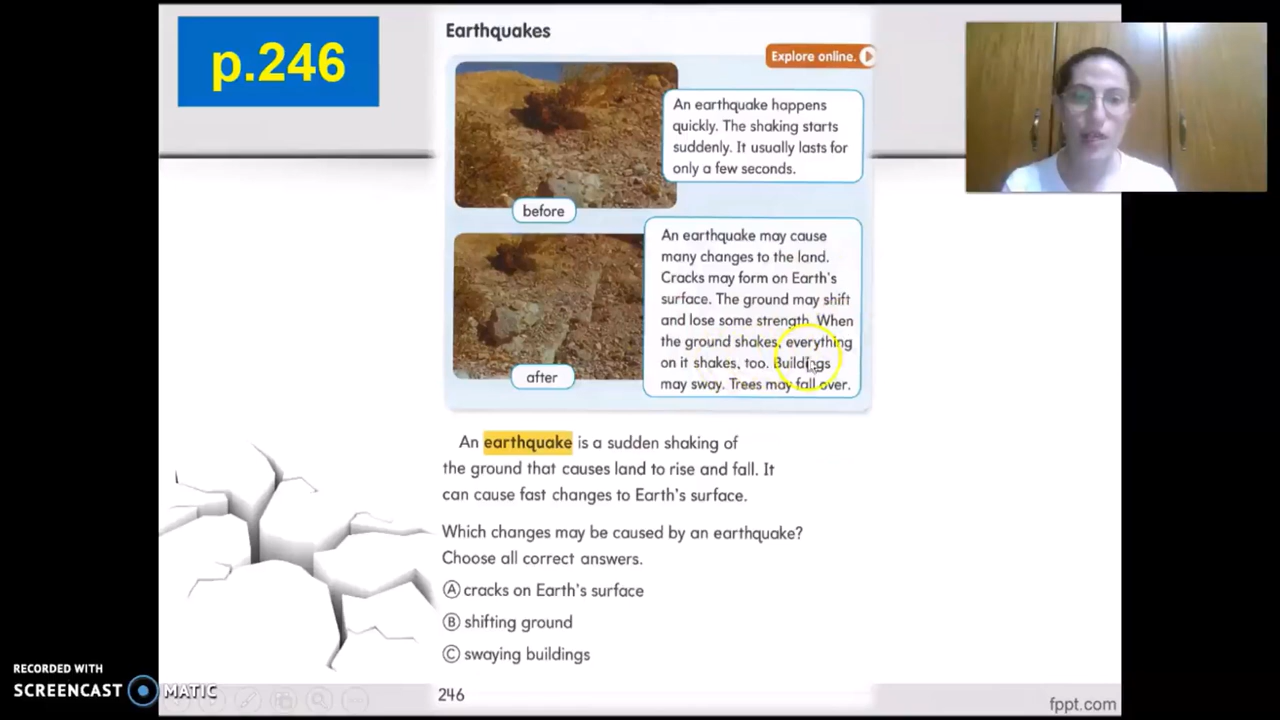 p.246
Earthquakes
Explore online.
An earthquake happens
quickly. The shaking starts
suddenly. It usually lasts for
only a few seconds.
before
An earthquake may cause
many changes to the land.
Cracks may form on Earth's
surface. The ground may shift
and lose some strength. When
the ground shakes, everything
on it shakes, too. Buildings
may sway. Trees may fall over.
after
An earthquake is a sudden shaking of
the ground that causes land to rise and fall. It
can cause fast changes to Earth's surface.
Which changes may be caused by an earthquake?
Choose all correct answers.
Ⓐ cracks on Earth's surface
Ⓑ shifting ground
Ⓒ swaying buildings
246
fppt.com
RECORDED WITH
SCREENCAST MATIC